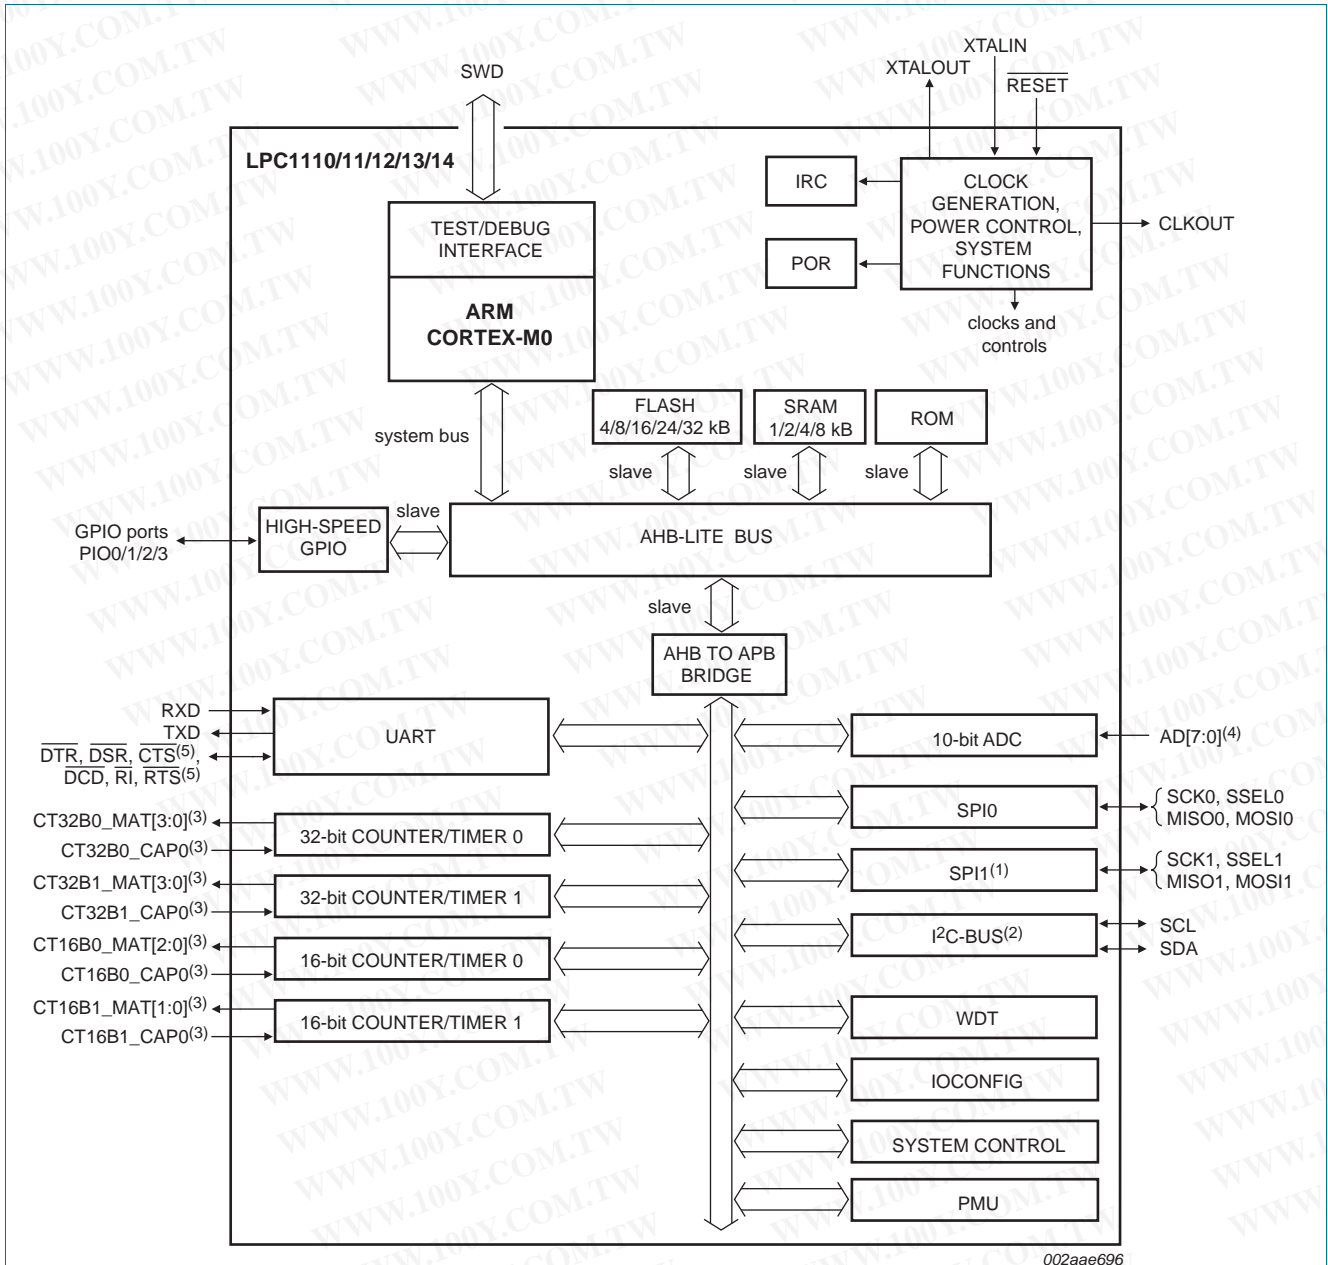 XTALIN
XTALOUT
RESET
SWD
LPC1110/11/12/13/14
IRC
CLOCK
GENERATION,
POWER CONTROL,
SYSTEM
FUNCTIONS
CLKOUT
TEST/DEBUG
INTERFACE
POR
ARM
CORTEX-M0
clocks and
controls
FLASH
4/8/16/24/32 kB
SRAM
1/2/4/8 kB
ROM
system bus
slave
slave
slave
GPIO ports
PIO0/1/2/3
HIGH-SPEED
GPIO
slave
AHB-LITE BUS
slave
AHB TO APB
BRIDGE
RXD
TXD
DTR, DSR, CTS(5),
DCD, RI, RTS(5)
UART
10-bit ADC
AD[7:0](4)
CT32B0_MAT[3:0](3)
CT32B0_CAP0(3)
32-bit COUNTER/TIMER 0
SPI0
SCK0, SSEL0
MISO0, MOSI0
CT32B1_MAT[3:0](3)
CT32B1_CAP0(3)
32-bit COUNTER/TIMER 1
SPI1(1)
SCK1, SSEL1
MISO1, MOSI1
CT16B0_MAT[2:0](3)
CT16B0_CAP0(3)
16-bit COUNTER/TIMER 0
I2C-BUS(2)
SCL
SDA
CT16B1_MAT[1:0](3)
CT16B1_CAP0(3)
16-bit COUNTER/TIMER 1
WDT
IOCONFIG
SYSTEM CONTROL
PMU
002aae696
WWW.100Y.COM.TW